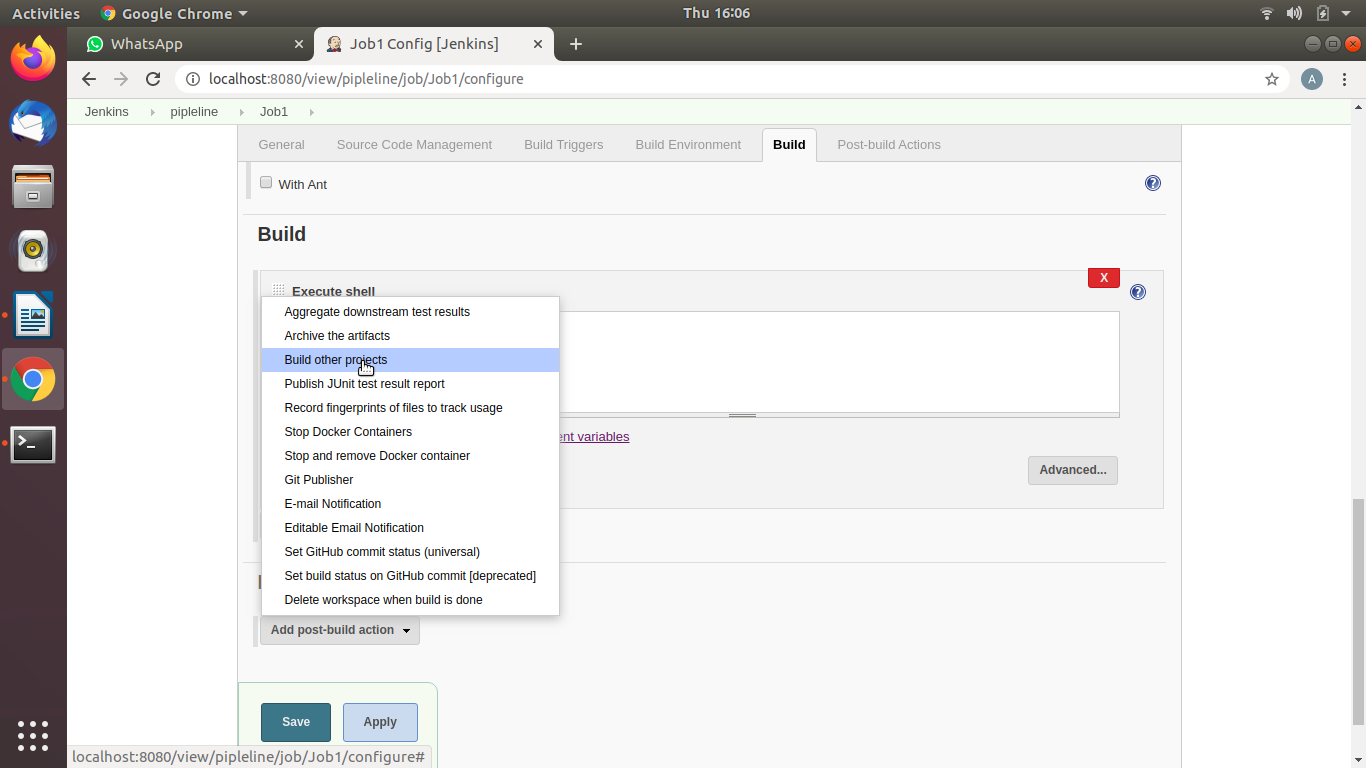 Activities
Google Chrome
Thu 16:06
WhatsApp
Job1 Config [Jenkins]
localhost:8080/view/pipleline/job/Job1/configure
A
Jenkins
pipleline
Job1
General
Source Code Management
Build Triggers
Build Environment
Build
Post-build Actions
With Ant
?
Build
X
Execute shell
?
Aggregate downstream test results
Archive the artifacts
Build other projects
Publish JUnit test result report
Record fingerprints of files to track usage
ent variables
Stop Docker Containers
Stop and remove Docker container
Advanced...
Git Publisher
E-mail Notification
Editable Email Notification
Set GitHub commit status (universal)
Set build status on GitHub commit [deprecated]
Delete workspace when build is done
Add post-build action
Save
Apply
localhost:8080/view/pipleline/job/Job1/configure#